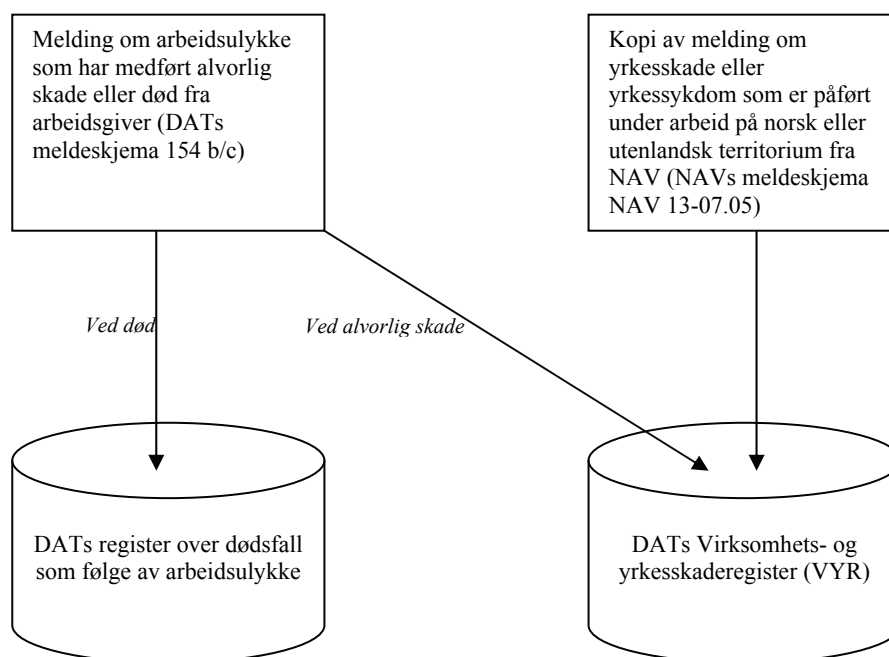 Melding om arbeidsulykke
som har medført alvorlig
skade eller død fra
arbeidsgiver (DATs
meldeskjema 154 b/c)
Kopi av melding om
yrkesskade eller
yrkessykdom som er påført
under arbeid på norsk eller
utenlandsk territorium fra
NAV (NAVs meldeskjema
NAV 13-07.05)
Ved død
Ved alvorlig skade
DATs register over dødsfall
som følge av arbeidsulykke
DATs Virksomhets- og
yrkesskaderegister (VYR)